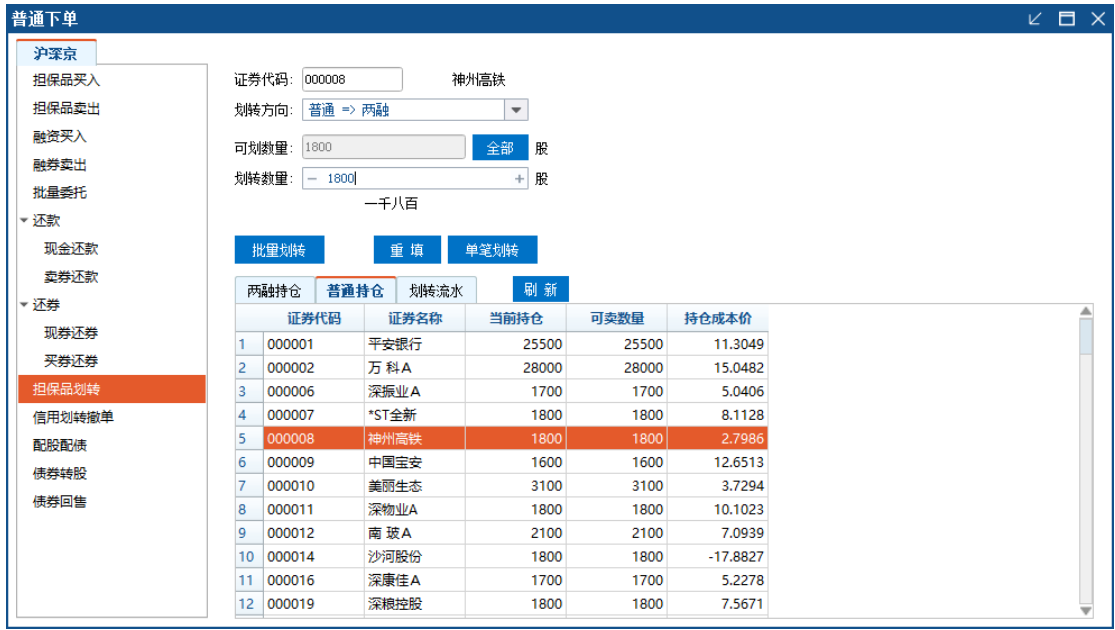 普通下单
沪深京
担保品买入
担保品卖出
融资买入
融券卖出
批量委托
还款
现金还款
卖券还款
还券
现券还券
买券还券
担保品划转
信用划转撤单
配股配债
债券转股
债券回售
证券代码: 000008 神州高铁
划转方向: 普通 => 两融
可划数量: 1800 全部 股
划转数量: − 1800 + 股
一千八百
批量划转 重 填 单笔划转
两融持仓 普通持仓 划转流水 刷 新
证券代码 证券名称 当前持仓 可卖数量 持仓成本价
1 000001 平安银行 25500 25500 11.3049
2 000002 万 科A 28000 28000 15.0482
3 000006 深振业A 1700 1700 5.0406
4 000007 *ST全新 1800 1800 8.1128
5 000008 神州高铁 1800 1800 2.7986
6 000009 中国宝安 1600 1600 12.6513
7 000010 美丽生态 3100 3100 3.7294
8 000011 深物业A 1800 1800 10.1023
9 000012 南 玻A 2100 2100 7.0939
10 000014 沙河股份 1800 1800 -17.8827
11 000016 深康佳A 1700 1700 5.2278
12 000019 深粮控股 1800 1800 7.5671